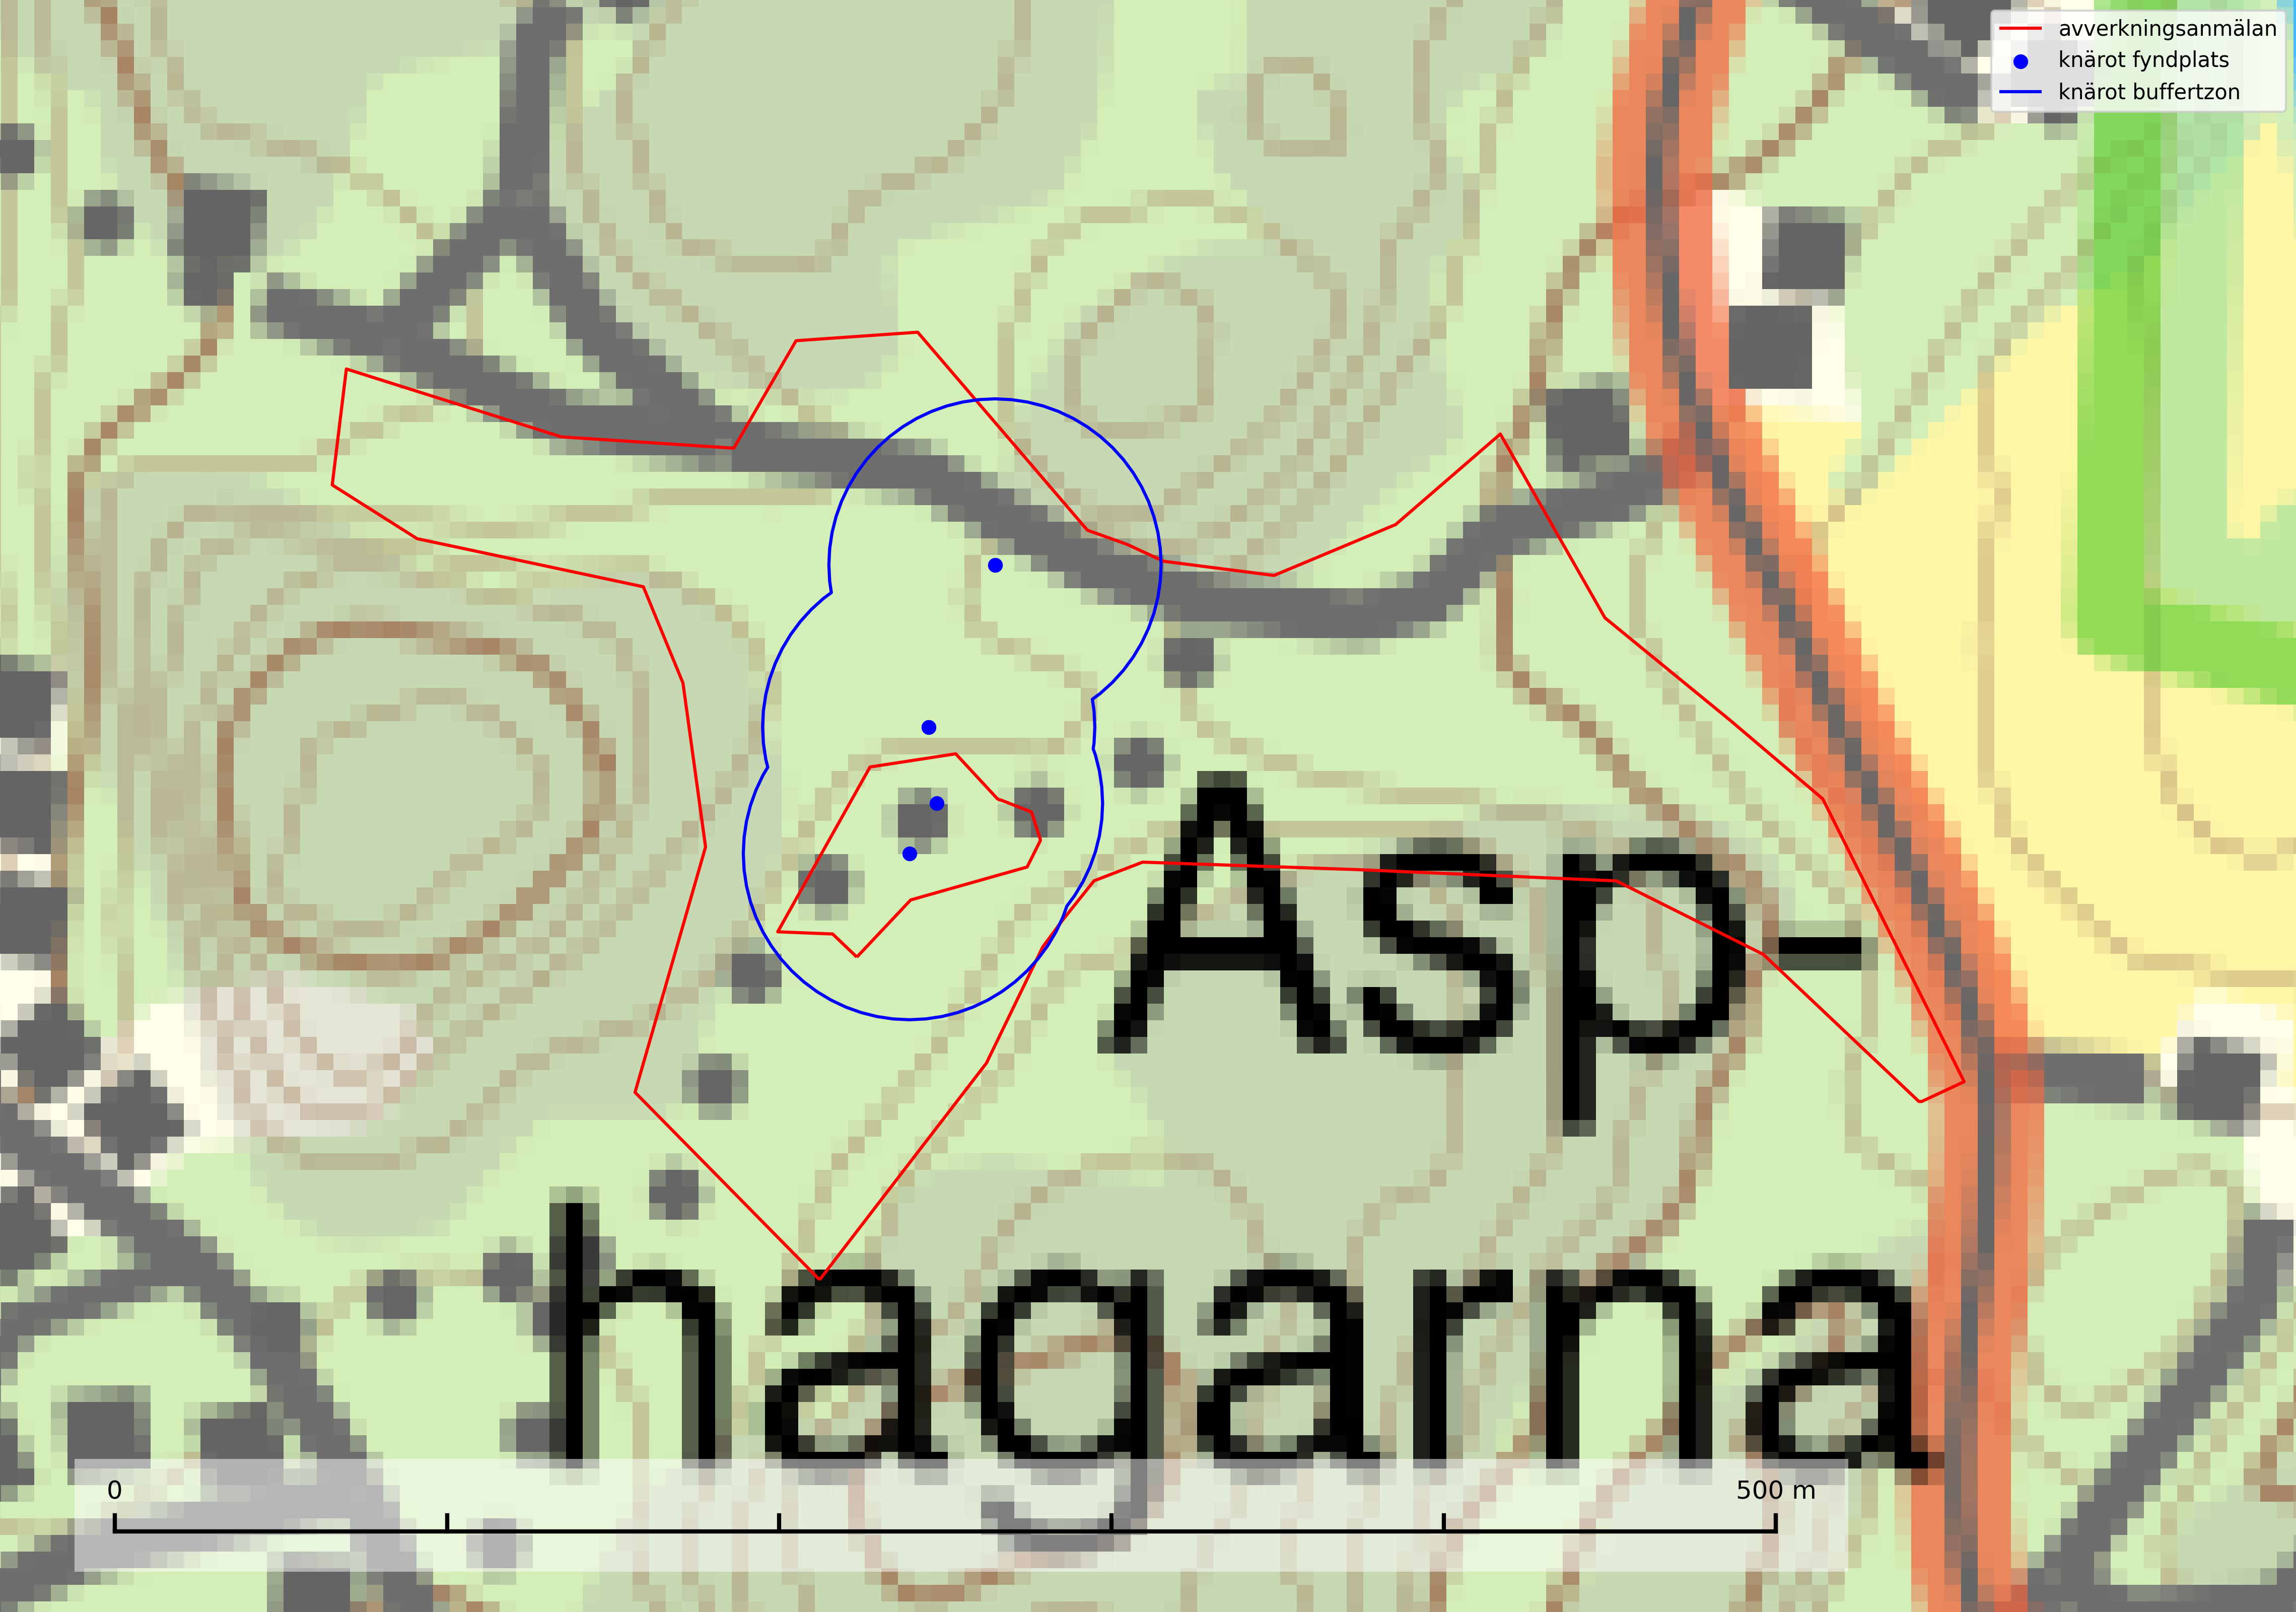 avverkningsanmälan
knärot fyndplats
knärot buffertzon
Asp-
hagarna
0 500 m